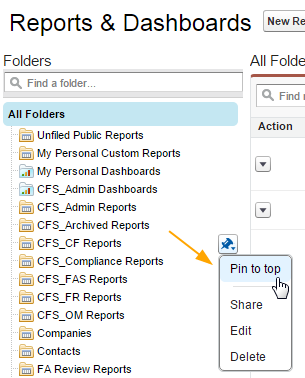 Reports & Dashboards
New Re
Folders
All Folde
Find a folder...
Find r
All Folders
Action
Unfiled Public Reports
My Personal Custom Reports
My Personal Dashboards
CFS_Admin Dashboards
CFS_Admin Reports
CFS_Archived Reports
CFS_CF Reports
CFS_Compliance Reports
CFS_FAS Reports
CFS_FR Reports
CFS_OM Reports
Companies
Contacts
FA Review Reports
Pin to top
Share
Edit
Delete